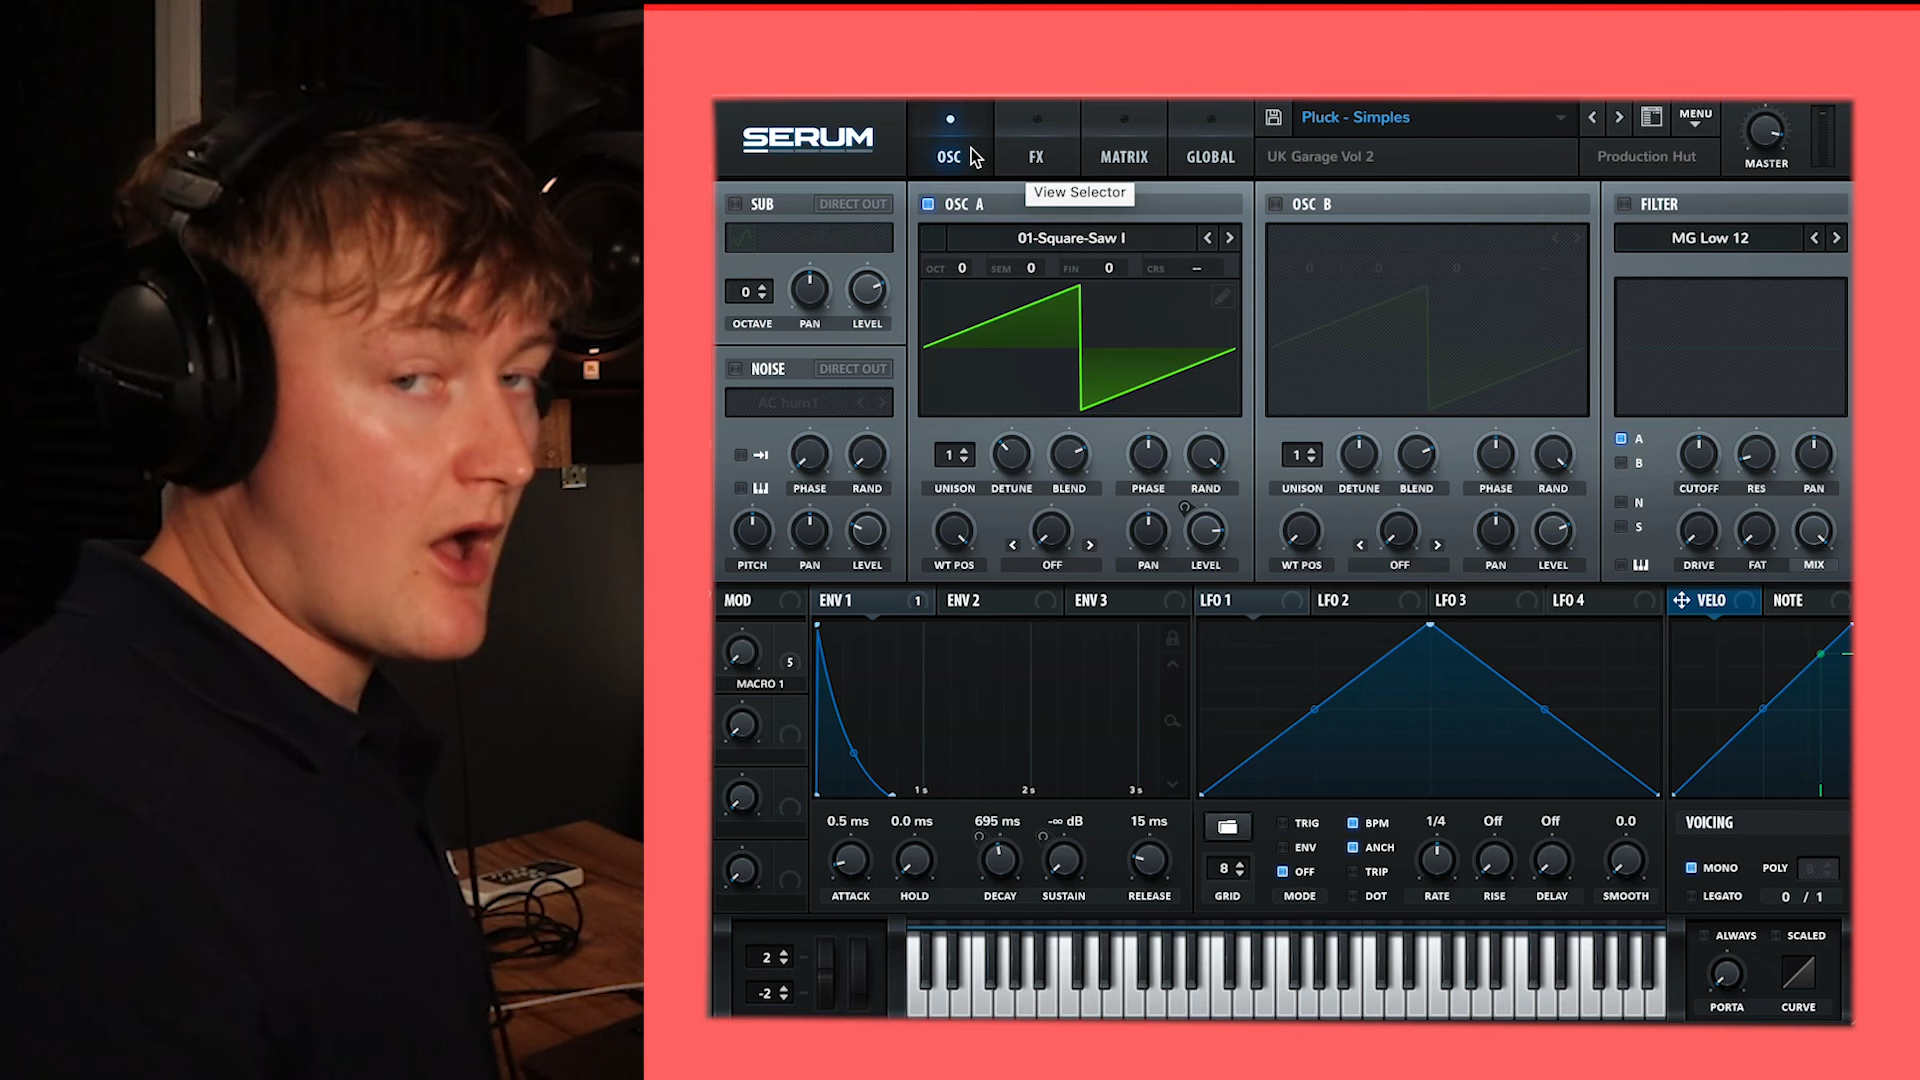 SERUM
OSC
FX
MATRIX
GLOBAL
Pluck - Simples
UK Garage Vol 2
Production Hut
MENU
MASTER
View Selector
SUB
DIRECT OUT
0
OCTAVE
PAN
LEVEL
NOISE
DIRECT OUT
AC hum1
PHASE
RAND
PITCH
PAN
LEVEL
OSC A
01-Square-Saw I
OCT 0 SEM 0 FIN 0 CRS --
1
UNISON
DETUNE
BLEND
PHASE
RAND
WT POS
OFF
PAN
LEVEL
OSC B
1
UNISON
DETUNE
BLEND
PHASE
RAND
WT POS
OFF
PAN
LEVEL
FILTER
MG Low 12
A
B
N
S
CUTOFF
RES
PAN
DRIVE
FAT
MIX
MOD
ENV 1
1
ENV 2
ENV 3
LFO 1
LFO 2
LFO 3
LFO 4
VELO
NOTE
5
MACRO 1
1 s
2 s
3 s
0.5 ms
0.0 ms
695 ms
-∞ dB
15 ms
ATTACK
HOLD
DECAY
SUSTAIN
RELEASE
8
GRID
TRIG
ENV
OFF
MODE
BPM
ANCH
TRIP
DOT
1/4
Off
Off
0.0
RATE
RISE
DELAY
SMOOTH
VOICING
MONO
POLY
LEGATO
0 / 1
2
-2
ALWAYS
SCALED
PORTA
CURVE